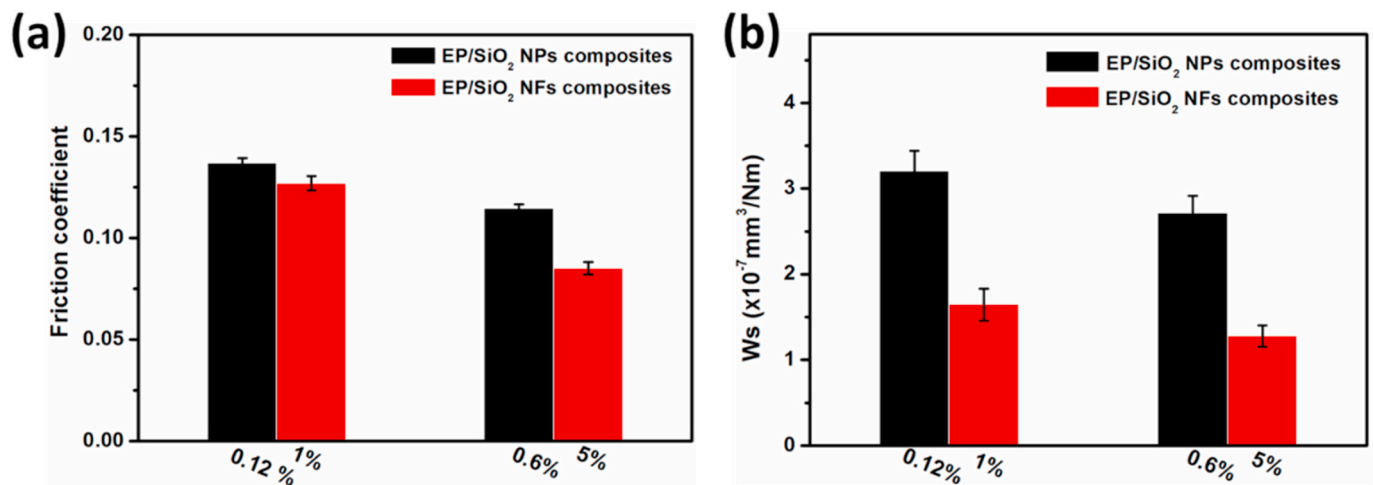 (a)
0.20
0.15
0.10
0.05
0.00
Friction coefficient
EP/SiO₂ NPs composites
EP/SiO₂ NFs composites
0.12 %
1%
0.6%
5%
(b)
4
3
2
1
0
Ws (x10⁻⁷mm³/Nm)
EP/SiO₂ NPs composites
EP/SiO₂ NFs composites
0.12%
1%
0.6%
5%